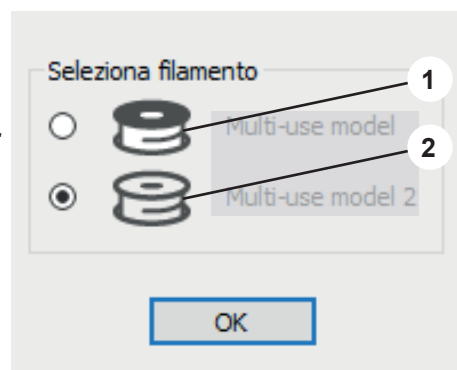 Seleziona filamento
1
Multi-use model
2
Multi-use model 2
OK